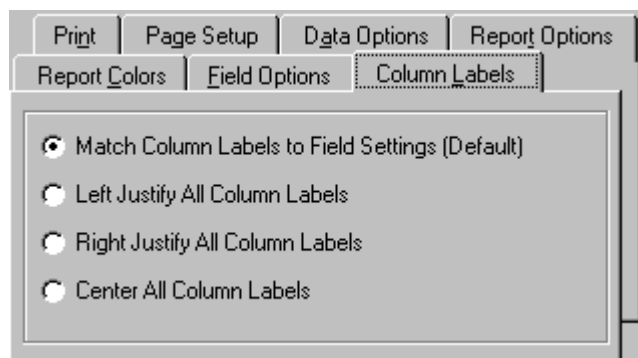 Print Page Setup Data Options Report Options
Report Colors Field Options Column Labels
Match Column Labels to Field Settings (Default)
Left Justify All Column Labels
Right Justify All Column Labels
Center All Column Labels